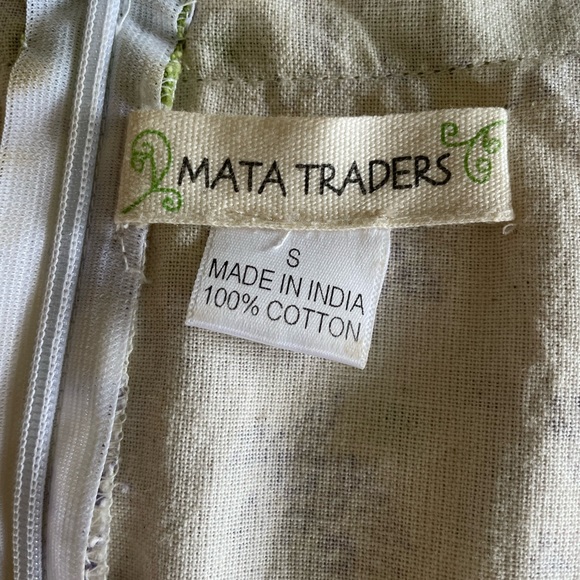 MATA TRADERS
S
MADE IN INDIA
100% COTTON